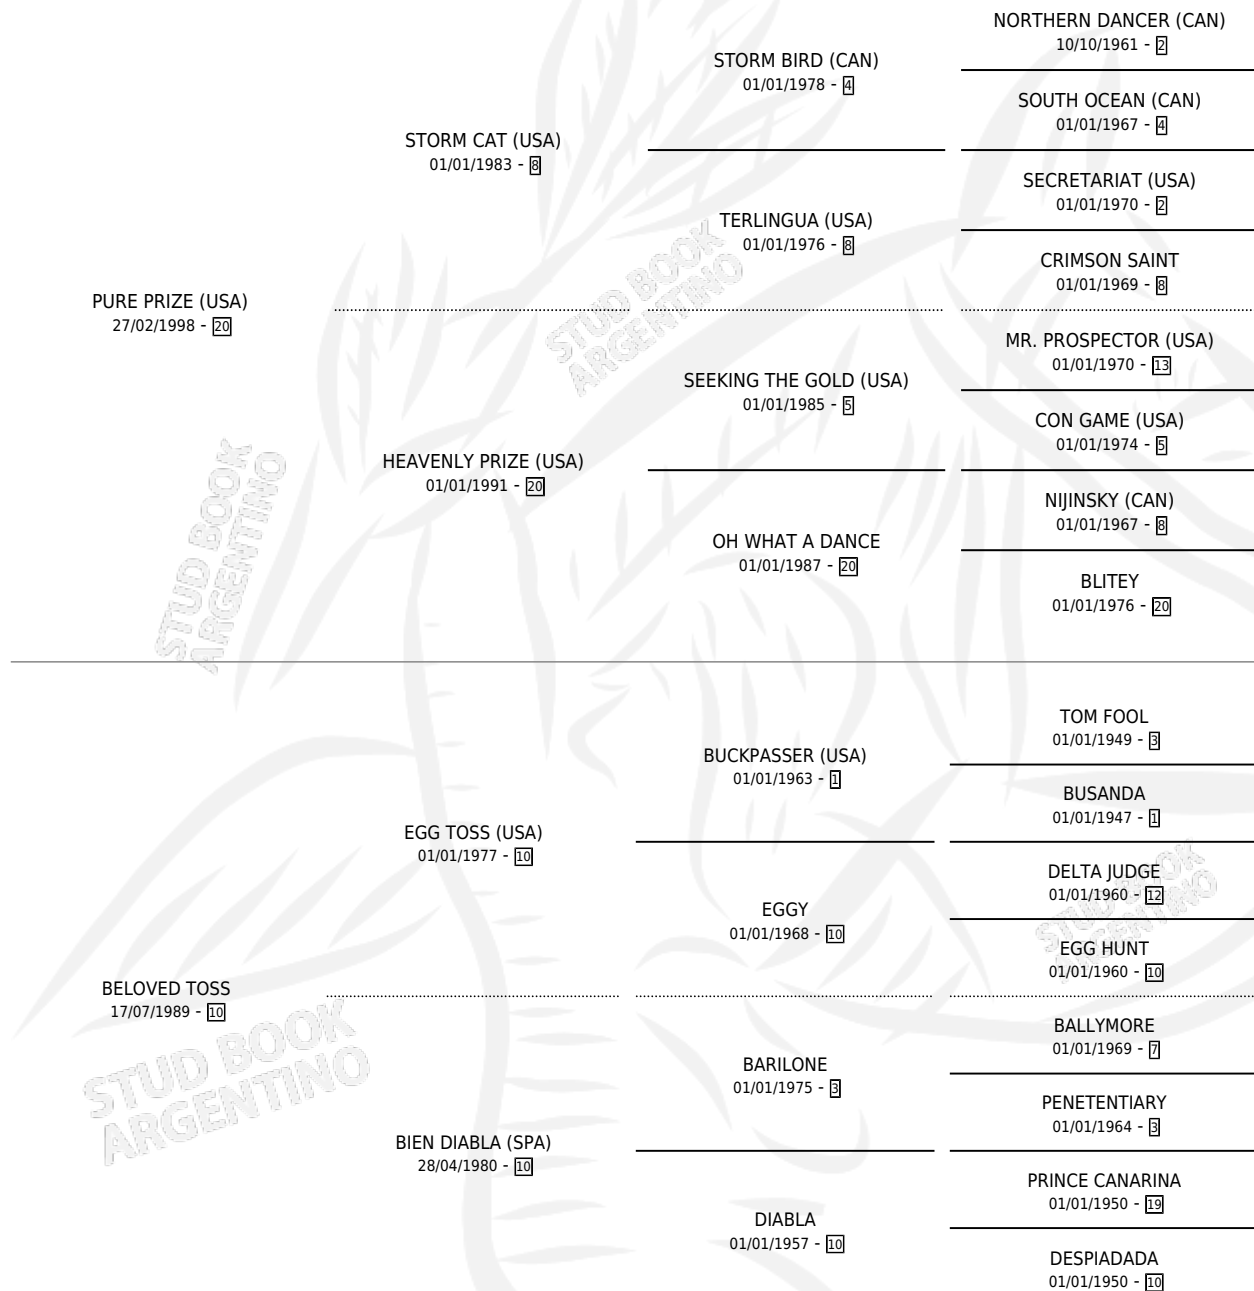 NORTHERN DANCER (CAN)
10/10/1961 - 2
STORM BIRD (CAN)
01/01/1978 - 4
SOUTH OCEAN (CAN)
01/01/1967 - 4
STORM CAT (USA)
01/01/1983 - 8
SECRETARIAT (USA)
01/01/1970 - 2
TERLINGUA (USA)
01/01/1976 - 8
CRIMSON SAINT
01/01/1969 - 8
PURE PRIZE (USA)
27/02/1998 - 20
MR. PROSPECTOR (USA)
01/01/1970 - 13
SEEKING THE GOLD (USA)
01/01/1985 - 5
CON GAME (USA)
01/01/1974 - 5
HEAVENLY PRIZE (USA)
01/01/1991 - 20
NIJINSKY (CAN)
01/01/1967 - 8
OH WHAT A DANCE
01/01/1987 - 20
BLITEY
01/01/1976 - 20
TOM FOOL
01/01/1949 - 3
BUCKPASSER (USA)
01/01/1963 - 1
BUSANDA
01/01/1947 - 1
EGG TOSS (USA)
01/01/1977 - 10
DELTA JUDGE
01/01/1960 - 12
EGGY
01/01/1968 - 10
EGG HUNT
01/01/1960 - 10
BELOVED TOSS
17/07/1989 - 10
BALLYMORE
01/01/1969 - 7
BARILONE
01/01/1975 - 3
PENETENTIARY
01/01/1964 - 3
BIEN DIABLA (SPA)
28/04/1980 - 10
PRINCE CANARINA
01/01/1950 - 19
DIABLA
01/01/1957 - 10
DESPIADADA
01/01/1950 - 10
STUD BOOK
ARGENTINO
STUD BOOK
ARGENTINO
STUD BOOK
ARGENTINO
STUD BOOK
ARGENTINO